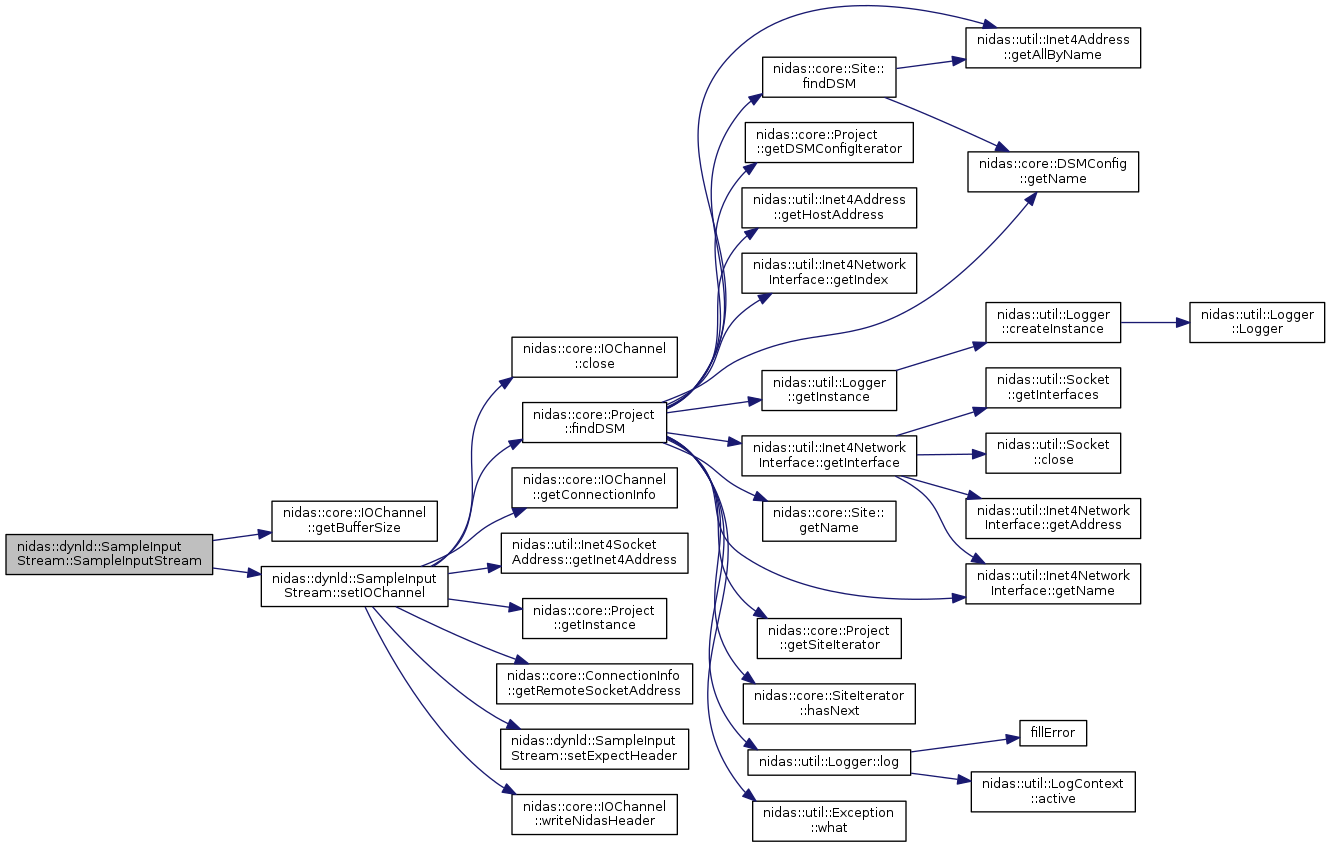 nidas::dynld::SampleInput
Stream::SampleInputStream
nidas::core::IOChannel
::getBufferSize
nidas::dynld::SampleInput
Stream::setIOChannel
nidas::core::IOChannel
::close
nidas::core::Project
::findDSM
nidas::core::IOChannel
::getConnectionInfo
nidas::util::Inet4Socket
Address::getInet4Address
nidas::core::Project
::getInstance
nidas::core::ConnectionInfo
::getRemoteSocketAddress
nidas::dynld::SampleInput
Stream::setExpectHeader
nidas::core::IOChannel
::writeNidasHeader
nidas::core::Site::
findDSM
nidas::core::Project
::getDSMConfigIterator
nidas::util::Inet4Address
::getHostAddress
nidas::util::Inet4Network
Interface::getIndex
nidas::util::Logger
::getInstance
nidas::util::Inet4Network
Interface::getInterface
nidas::core::Site::
getName
nidas::core::Project
::getSiteIterator
nidas::core::SiteIterator
::hasNext
nidas::util::Logger::log
nidas::util::Exception
::what
nidas::util::Inet4Address
::getAllByName
nidas::core::DSMConfig
::getName
nidas::util::Logger
::createInstance
nidas::util::Socket
::getInterfaces
nidas::util::Socket
::close
nidas::util::Inet4Network
Interface::getAddress
nidas::util::Inet4Network
Interface::getName
fillError
nidas::util::LogContext
::active
nidas::util::Logger
::Logger